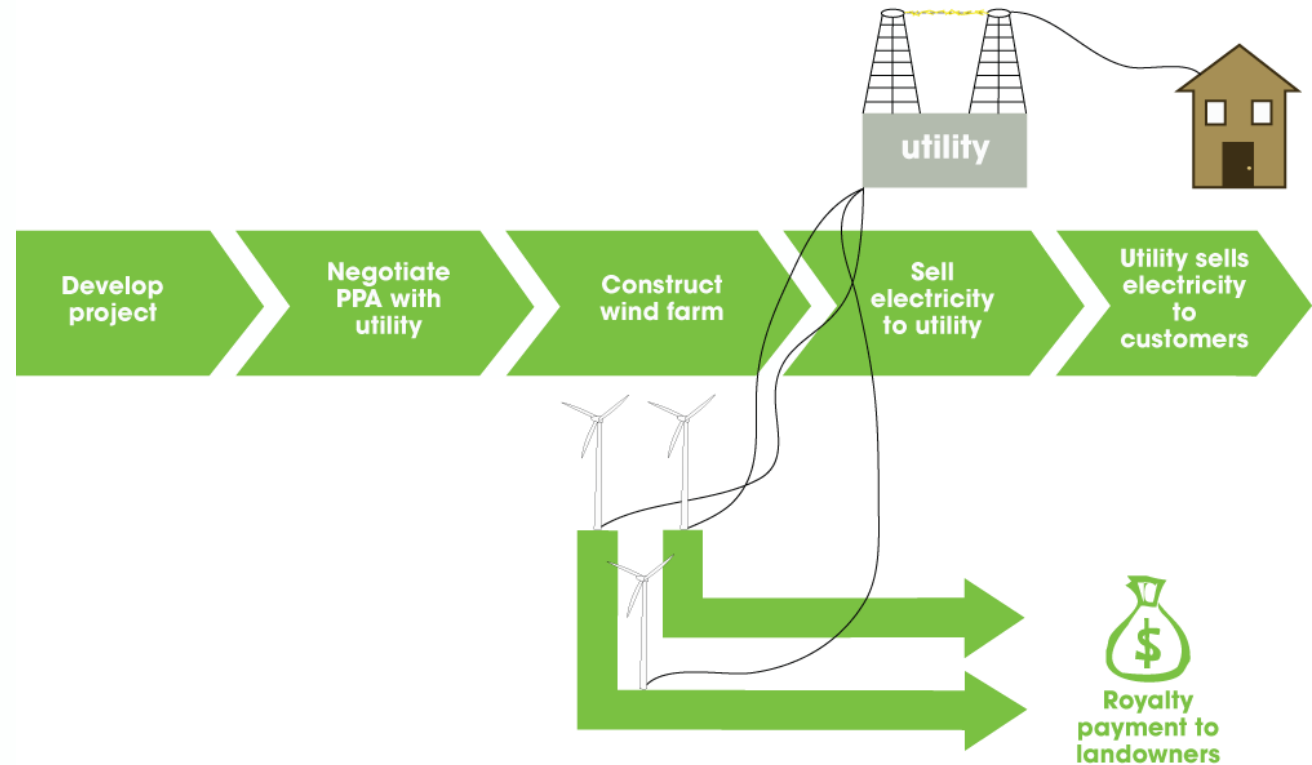 utility
Develop
project
Negotiate
PPA with
utility
Construct
wind farm
Sell
electricity
to utility
Utility sells
electricity
to
customers
$
Royalty
payment to
landowners